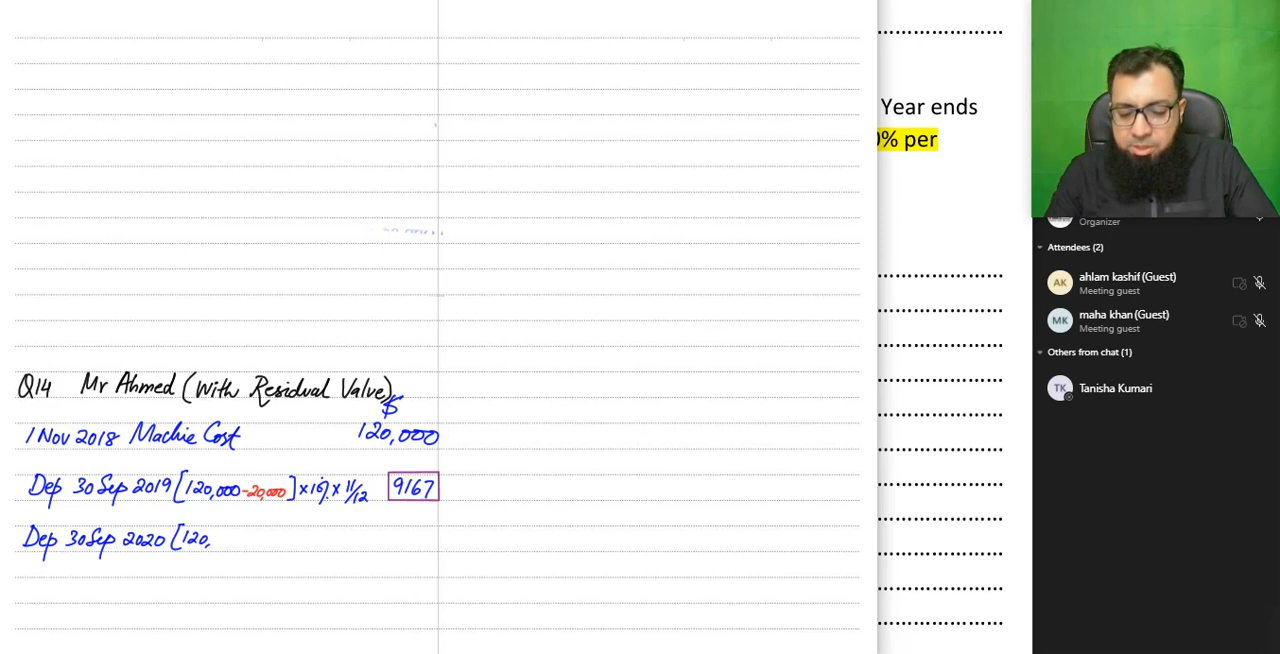 Year ends
0% per
Organizer
Attendees (2)
AK ahlam kashif (Guest)
Meeting guest
MK maha khan (Guest)
Meeting guest
Others from chat (1)
TK Tanisha Kumari
Q14 Mr Ahmed (With Residual Value)
$
1 Nov 2018 Machie Cost 120,000
Dep 30 Sep 2019 [120,000-20,000] × 10% × 11/12 9167
Dep 30 Sep 2020 [120,